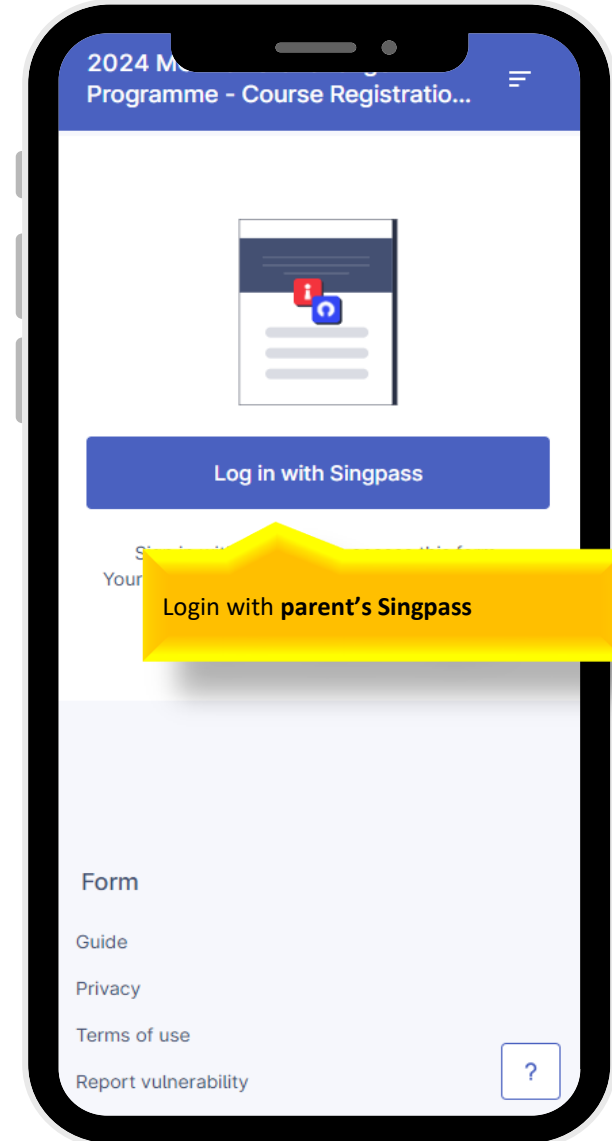 2024 M
Programme - Course Registratio...
Log in with Singpass
Your
Login with parent’s Singpass
Form
Guide
Privacy
Terms of use
Report vulnerability
?